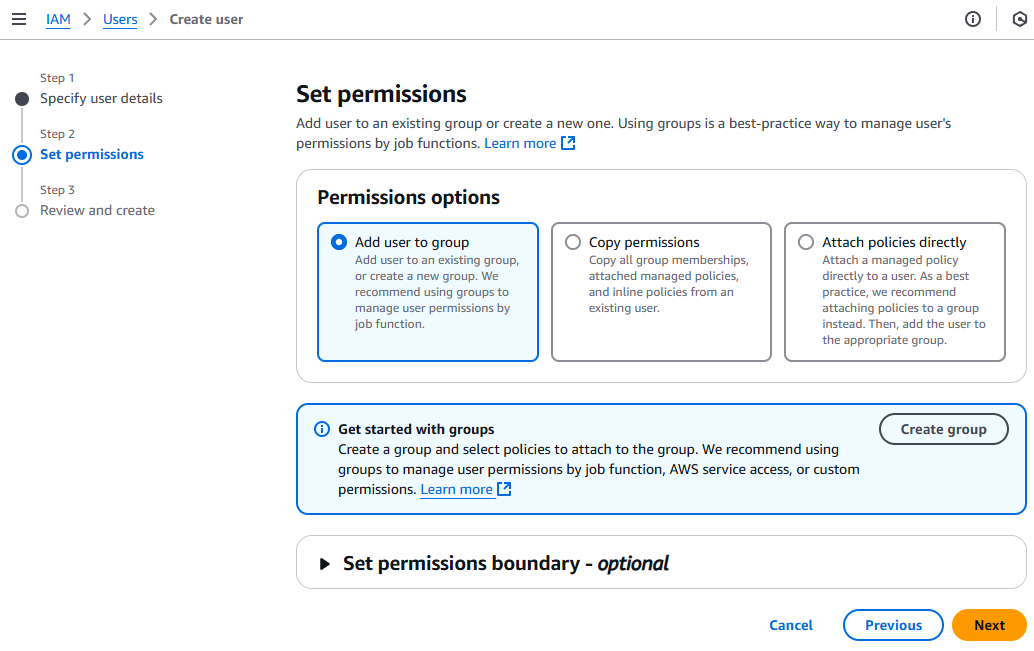 IAM > Users > Create user
Step 1
Specify user details
Step 2
Set permissions
Step 3
Review and create
Set permissions
Add user to an existing group or create a new one. Using groups is a best-practice way to manage user's
permissions by job functions. Learn more
Permissions options
Add user to group
Add user to an existing group,
or create a new group. We
recommend using groups to
manage user permissions by
job function.
Copy permissions
Copy all group memberships,
attached managed policies,
and inline policies from an
existing user.
Attach policies directly
Attach a managed policy
directly to a user. As a best
practice, we recommend
attaching policies to a group
instead. Then, add the user to
the appropriate group.
Get started with groups
Create a group and select policies to attach to the group. We recommend using
groups to manage user permissions by job function, AWS service access, or custom
permissions. Learn more
Create group
Set permissions boundary - optional
Cancel
Previous
Next